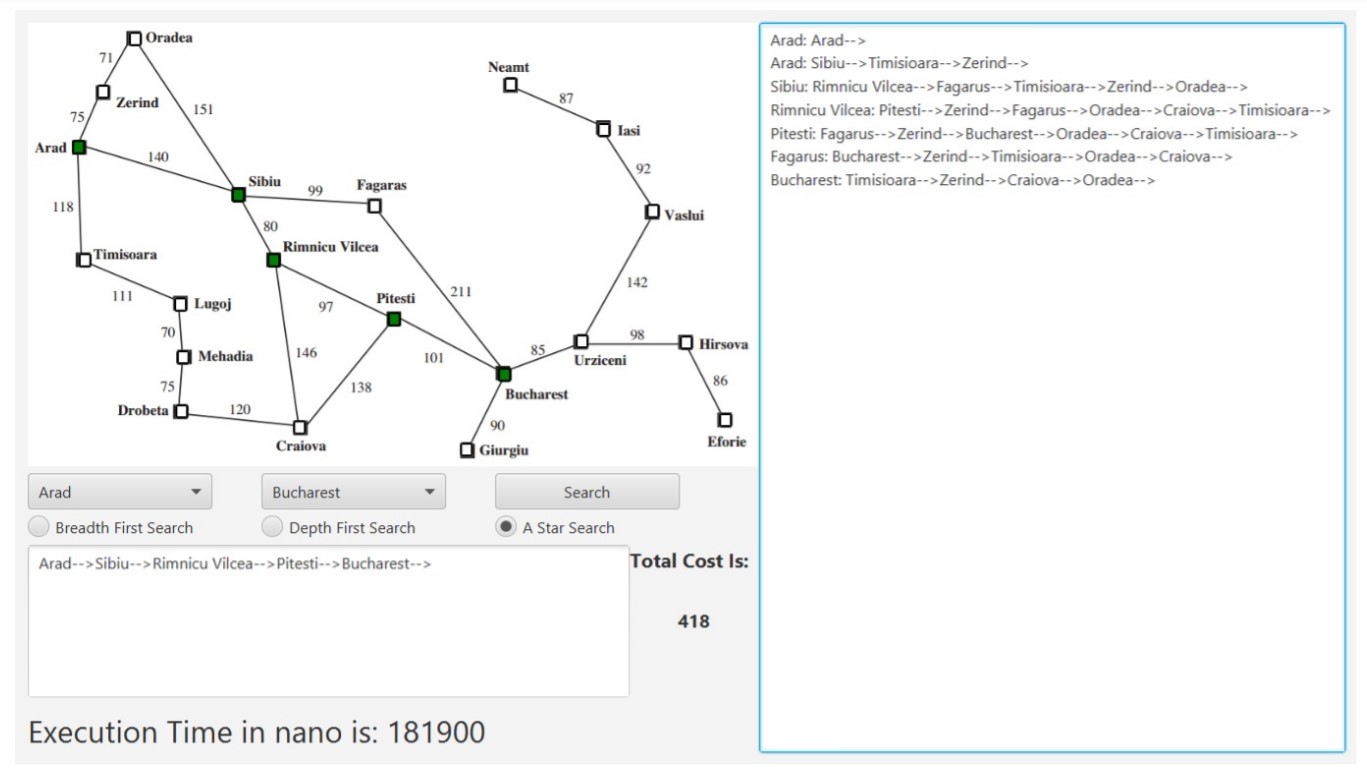 Oradea
71
Neamt
87
Zerind
151
75
Iasi
Arad
140
92
Sibiu
99
Fagaras
118
Vaslui
80
Rimnicu Vilcea
Timisoara
142
111
211
Lugoj
97
Pitesti
70
98
Hirsova
Mehadia
146
101
85
Urziceni
86
75
138
Bucharest
Drobeta
120
90
Eforie
Craiova
Giurgiu
Arad
Bucharest
Search
Breadth First Search
Depth First Search
A Star Search
Arad-->Sibiu-->Rimnicu Vilcea-->Pitesti-->Bucharest-->
Total Cost Is:
418
Execution Time in nano is: 181900
Arad: Arad-->
Arad: Sibiu-->Timisioara-->Zerind-->
Sibiu: Rimnicu Vilcea-->Fagarus-->Timisioara-->Zerind-->Oradea-->
Rimnicu Vilcea: Pitesti-->Zerind-->Fagarus-->Oradea-->Craiova-->Timisioara-->
Pitesti: Fagarus-->Zerind-->Bucharest-->Oradea-->Craiova-->Timisioara-->
Fagarus: Bucharest-->Zerind-->Timisioara-->Oradea-->Craiova-->
Bucharest: Timisioara-->Zerind-->Craiova-->Oradea-->